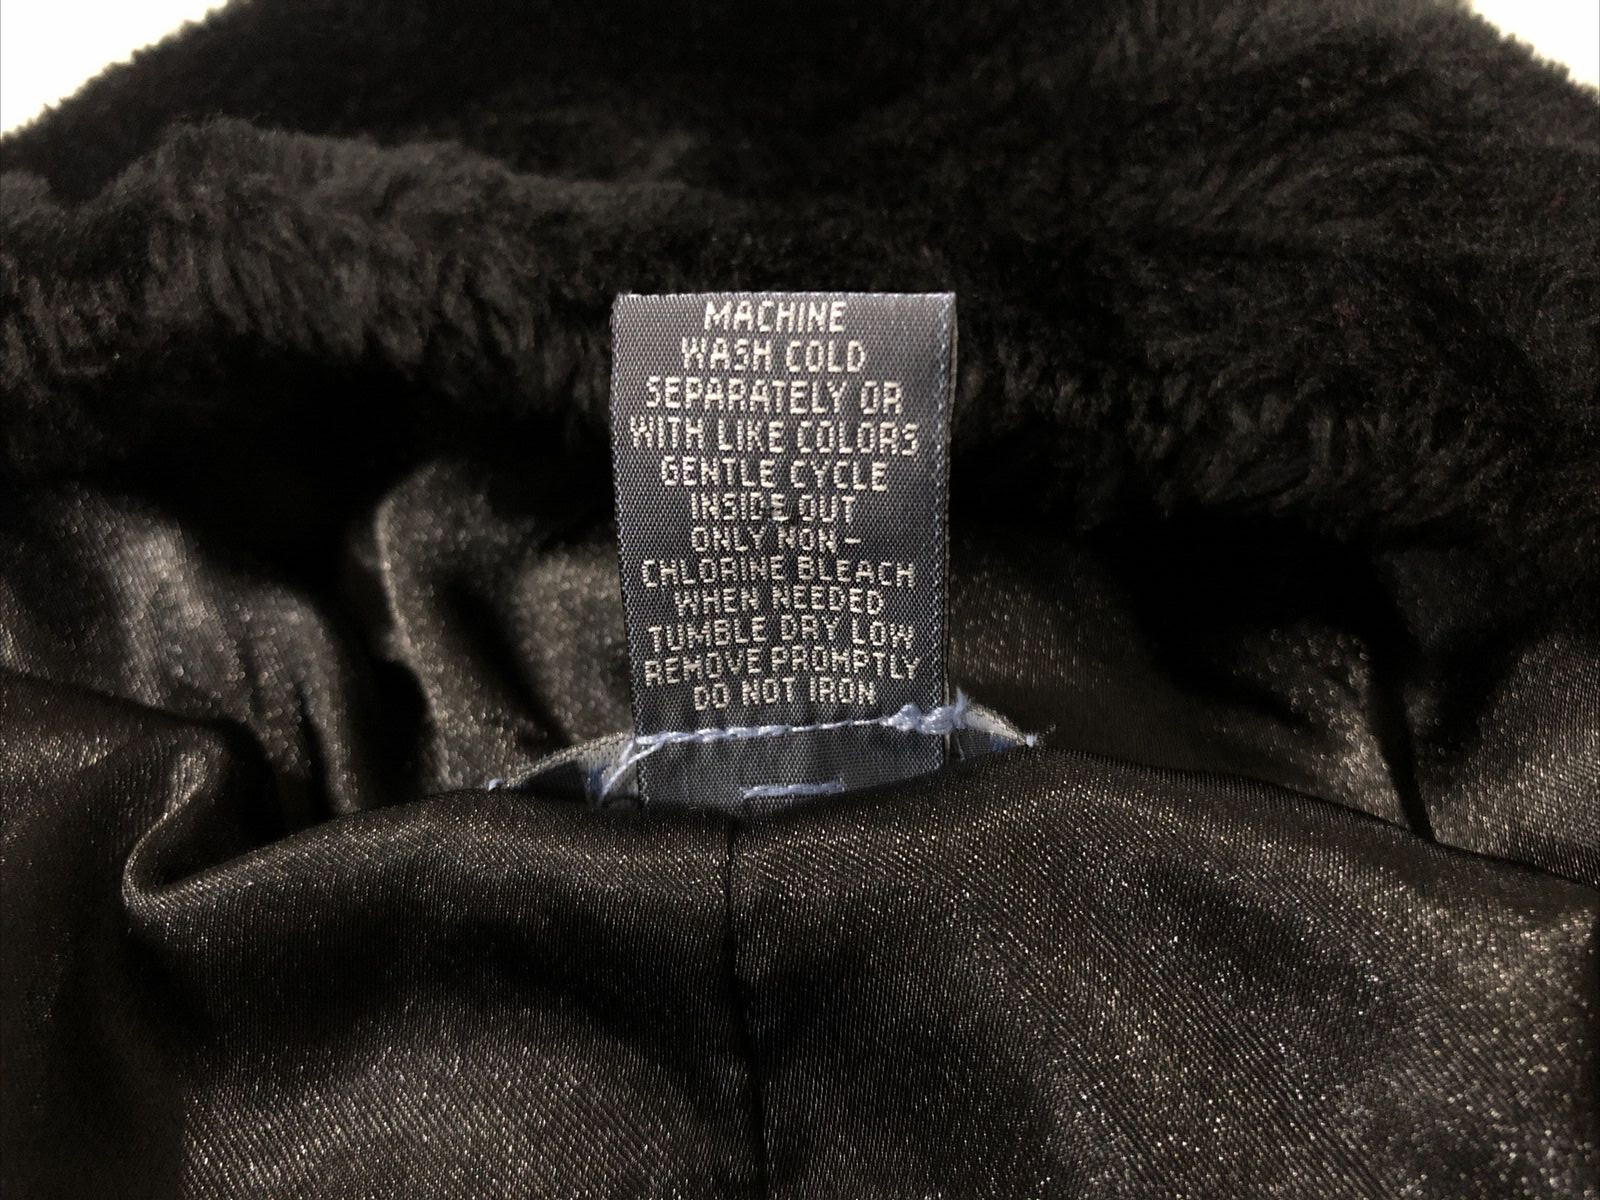 MACHINE
WASH COLD
SEPARATELY OR
WITH LIKE COLORS
GENTLE CYCLE
INSIDE OUT
ONLY NON-
CHLORINE BLEACH
WHEN NEEDED
TUMBLE DRY LOW
REMOVE PROMPTLY
DO NOT IRON